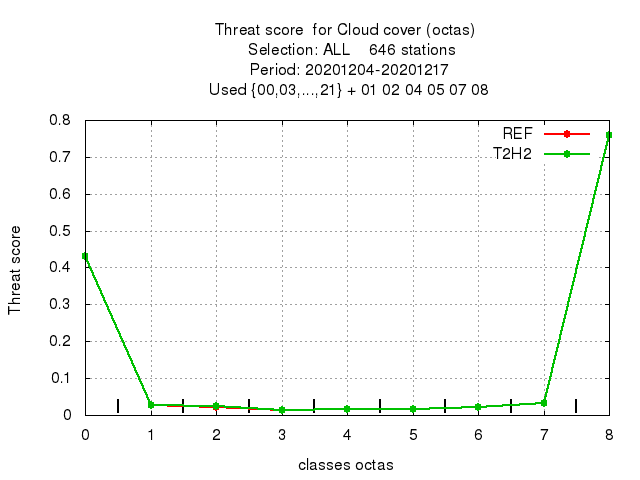 Threat score  for Cloud cover (octas)
Selection: ALL    646 stations
Period: 20201204-20201217
Used {00,03,...,21} + 01 02 04 05 07 08
REF
T2H2
Threat score
0.8
0.7
0.6
0.5
0.4
0.3
0.2
0.1
0
0 1 2 3 4 5 6 7 8
classes octas